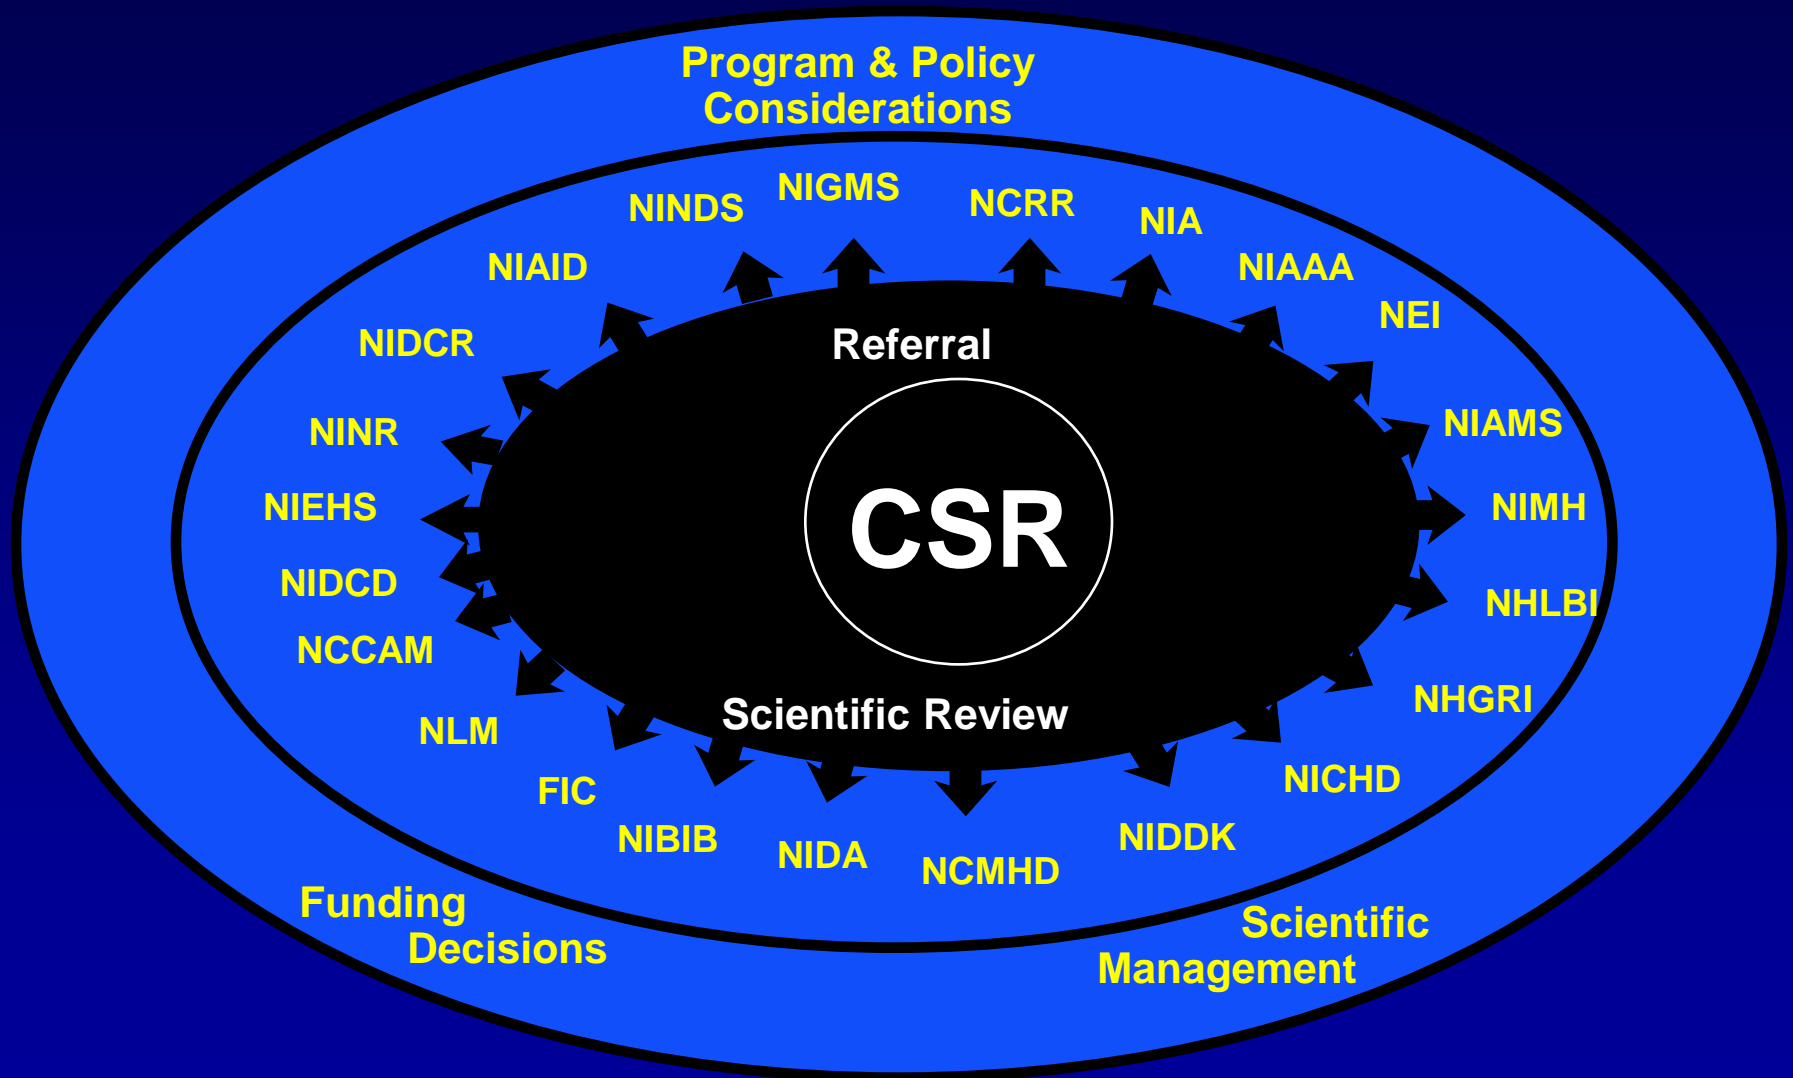 Program & Policy
Considerations
NIGMS
NINDS
NCRR
NIA
NIAID
NIAAA
NEI
NIDCR
Referral
NIAMS
NINR
NIEHS
CSR
NIMH
NIDCD
NHLBI
NCCAM
NHGRI
Scientific Review
NLM
NICHD
FIC
NIBIB
NIDDK
NIDA
NCMHD
Funding
Decisions
Scientific
Management